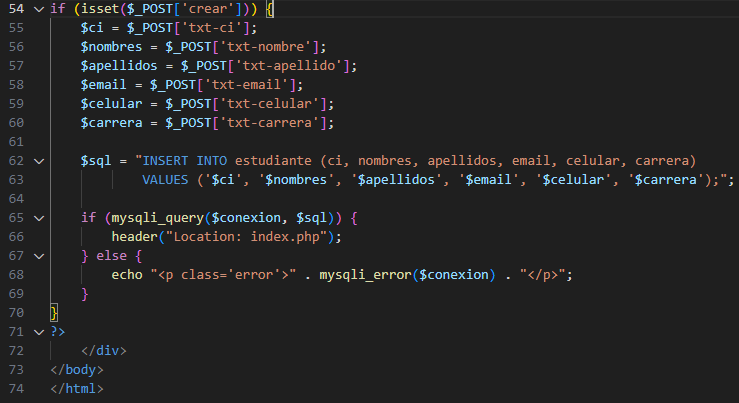 54 if (isset($_POST['crear'])) {
55 $ci = $_POST['txt-ci'];
56 $nombres = $_POST['txt-nombre'];
57 $apellidos = $_POST['txt-apellido'];
58 $email = $_POST['txt-email'];
59 $celular = $_POST['txt-celular'];
60 $carrera = $_POST['txt-carrera'];
61
62 $sql = "INSERT INTO estudiante (ci, nombres, apellidos, email, celular, carrera)
63 VALUES ('$ci', '$nombres', '$apellidos', '$email', '$celular', '$carrera');";
64
65 if (mysqli_query($conexion, $sql)) {
66 header("Location: index.php");
67 } else {
68 echo "<p class='error'>" . mysqli_error($conexion) . "</p>";
69 }
70 }
71 ?>
72 </div>
73 </body>
74 </html>